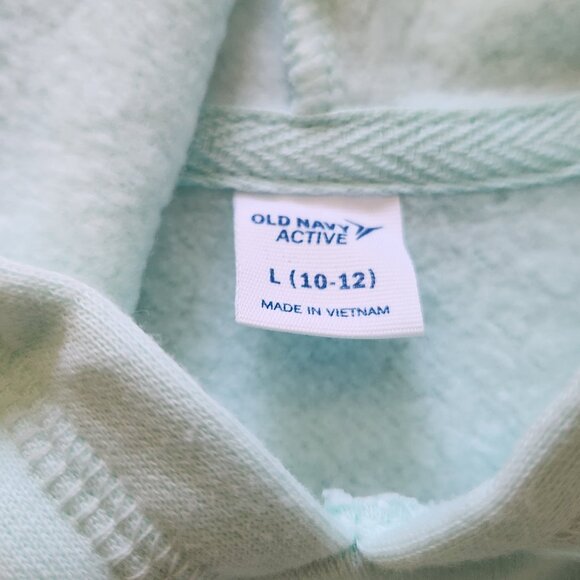 OLD NAVY
ACTIVE
L (10-12)
MADE IN VIETNAM